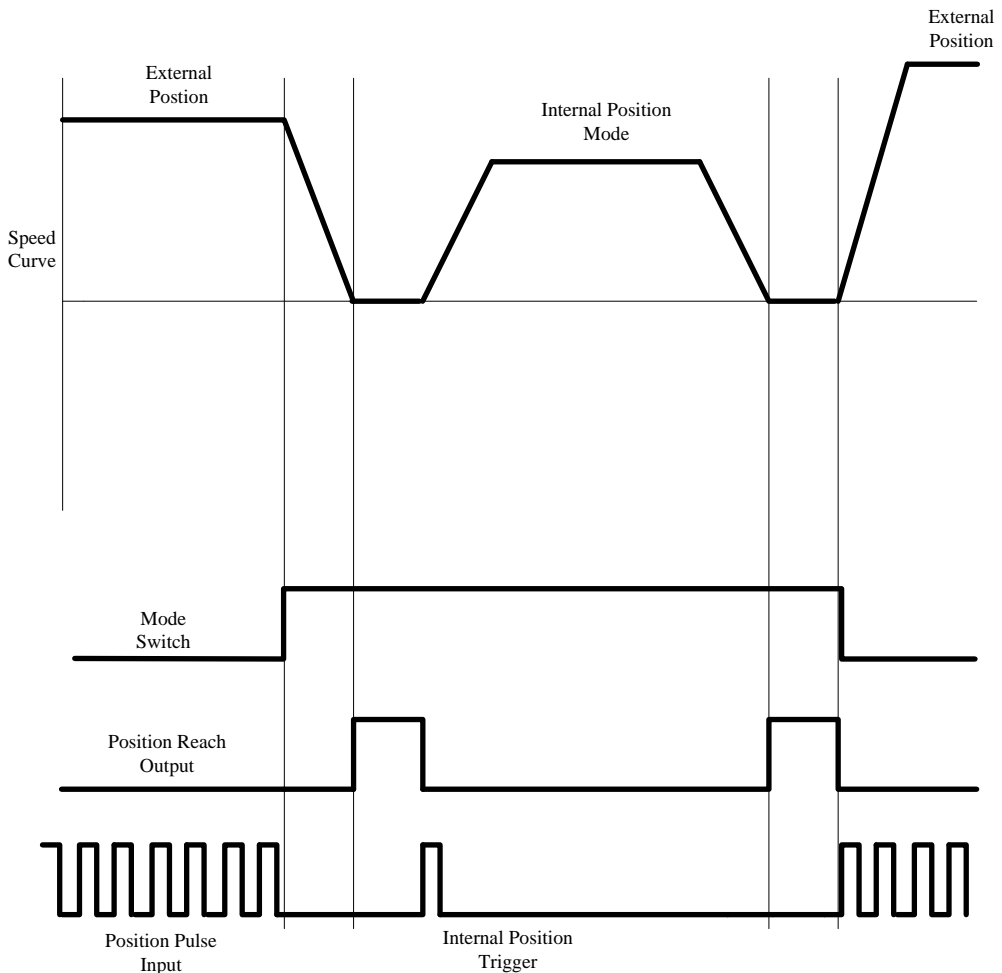 External
Position
External
Postion
Internal Position
Mode
Speed
Curve
Mode
Switch
Position Reach
Output
Position Pulse
Input
Internal Position
Trigger